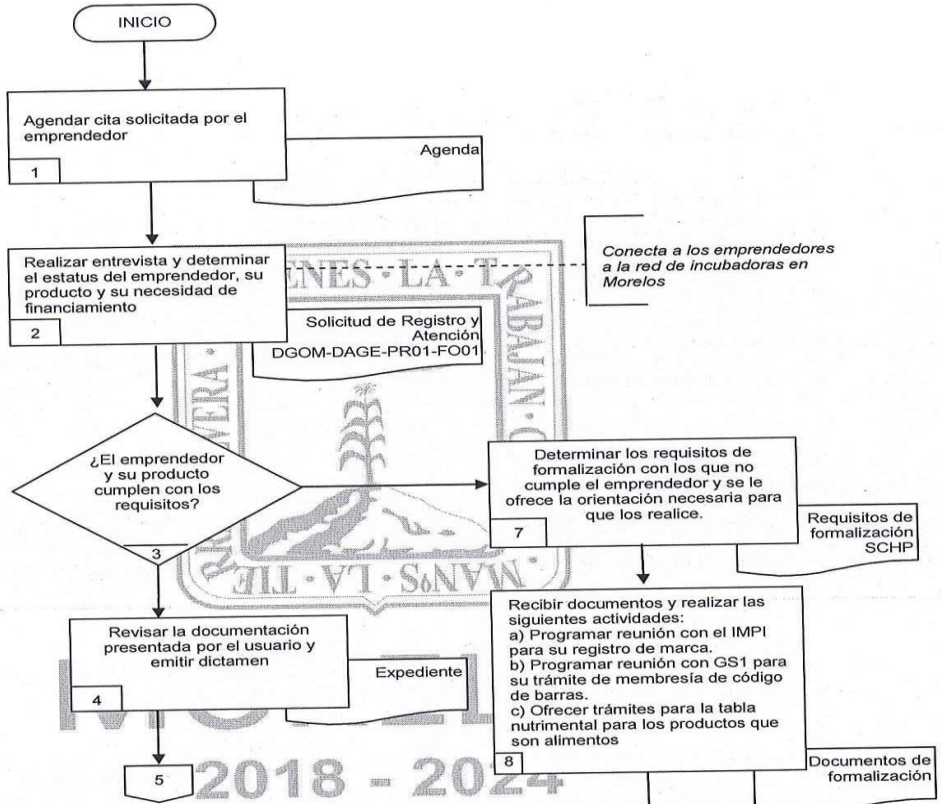 INICIO
Agendar cita solicitada por el
emprendedor
1
Agenda
Realizar entrevista y determinar
el estatus del emprendedor, su
producto y su necesidad de
financiamiento
2
Conecta a los emprendedores
a la red de incubadoras en
Morelos
Solicitud de Registro y
Atención
DGOM-DAGE-PR01-FO01
¿El emprendedor
y su producto
cumplen con los
requisitos?
3
Determinar los requisitos de
formalización con los que no
cumple el emprendedor y se le
ofrece la orientación necesaria para
que los realice.
7
Requisitos de
formalización
SCHP
Revisar la documentación
presentada por el usuario y
emitir dictamen
4
Expediente
Recibir documentos y realizar las
siguientes actividades:
a) Programar reunión con el IMPI
para su registro de marca.
b) Programar reunión con GS1 para
su trámite de membresía de código
de barras.
c) Ofrecer trámites para la tabla
nutrimental para los productos que
son alimentos
8
Documentos de
formalización
5
LA · TRABAJAN
MAN'S · LA · TIE
2018 - 2024